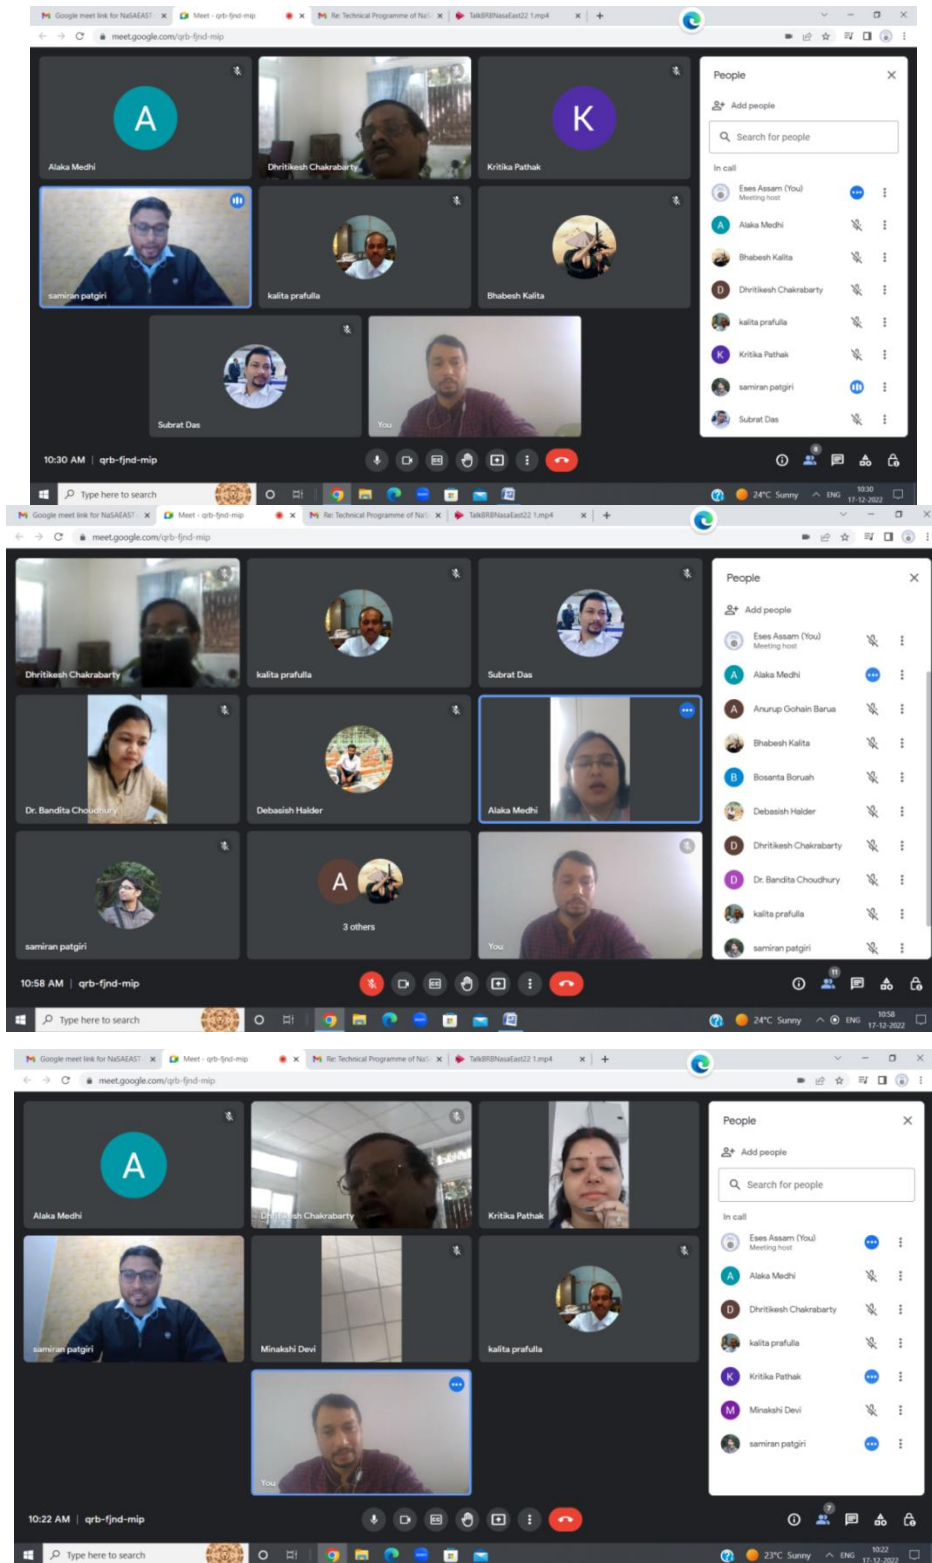 Google meet link for NaSAEAST
Meet - qrb-fjnd-mip
Re: Technical Programme of NaS
TalkBRBNasaEast22 1.mp4
meet.google.com/qrb-fjnd-mip
A
Alaka Medhi
Dhritikesh Chakrabarty
K
Kritika Pathak
samiran patgiri
kalita prafulla
Bhabesh Kalita
Subrat Das
You
People
Add people
Search for people
In call
Eses Assam (You)
Meeting host
A Alaka Medhi
Bhabesh Kalita
D Dhritikesh Chakrabarty
kalita prafulla
K Kritika Pathak
samiran patgiri
Subrat Das
10:30 AM | qrb-fjnd-mip
8
Type here to search
24°C Sunny
ENG
10:30
17-12-2022
Google meet link for NaSAEAST
Meet - qrb-fjnd-mip
Re: Technical Programme of NaS
TalkBRBNasaEast22 1.mp4
meet.google.com/qrb-fjnd-mip
Dhritikesh Chakrabarty
kalita prafulla
Subrat Das
Dr. Bandita Choudhury
Debasish Halder
Alaka Medhi
samiran patgiri
A
3 others
You
People
Add people
Eses Assam (You)
Meeting host
A Alaka Medhi
A Anurup Gohain Barua
Bhabesh Kalita
B Bosanta Boruah
Debasish Halder
D Dhritikesh Chakrabarty
D Dr. Bandita Choudhury
kalita prafulla
samiran patgiri
10:58 AM | qrb-fjnd-mip
11
Type here to search
24°C Sunny
ENG
10:58
17-12-2022
Google meet link for NaSAEAST
Meet - qrb-fjnd-mip
Re: Technical Programme of NaS
TalkBRBNasaEast22 1.mp4
meet.google.com/qrb-fjnd-mip
A
Alaka Medhi
Dhritikesh Chakrabarty
Kritika Pathak
samiran patgiri
Minakshi Devi
kalita prafulla
You
People
Add people
Search for people
In call
Eses Assam (You)
Meeting host
A Alaka Medhi
D Dhritikesh Chakrabarty
kalita prafulla
K Kritika Pathak
M Minakshi Devi
samiran patgiri
10:22 AM | qrb-fjnd-mip
7
Type here to search
23°C Sunny
ENG
10:22
17-12-2022